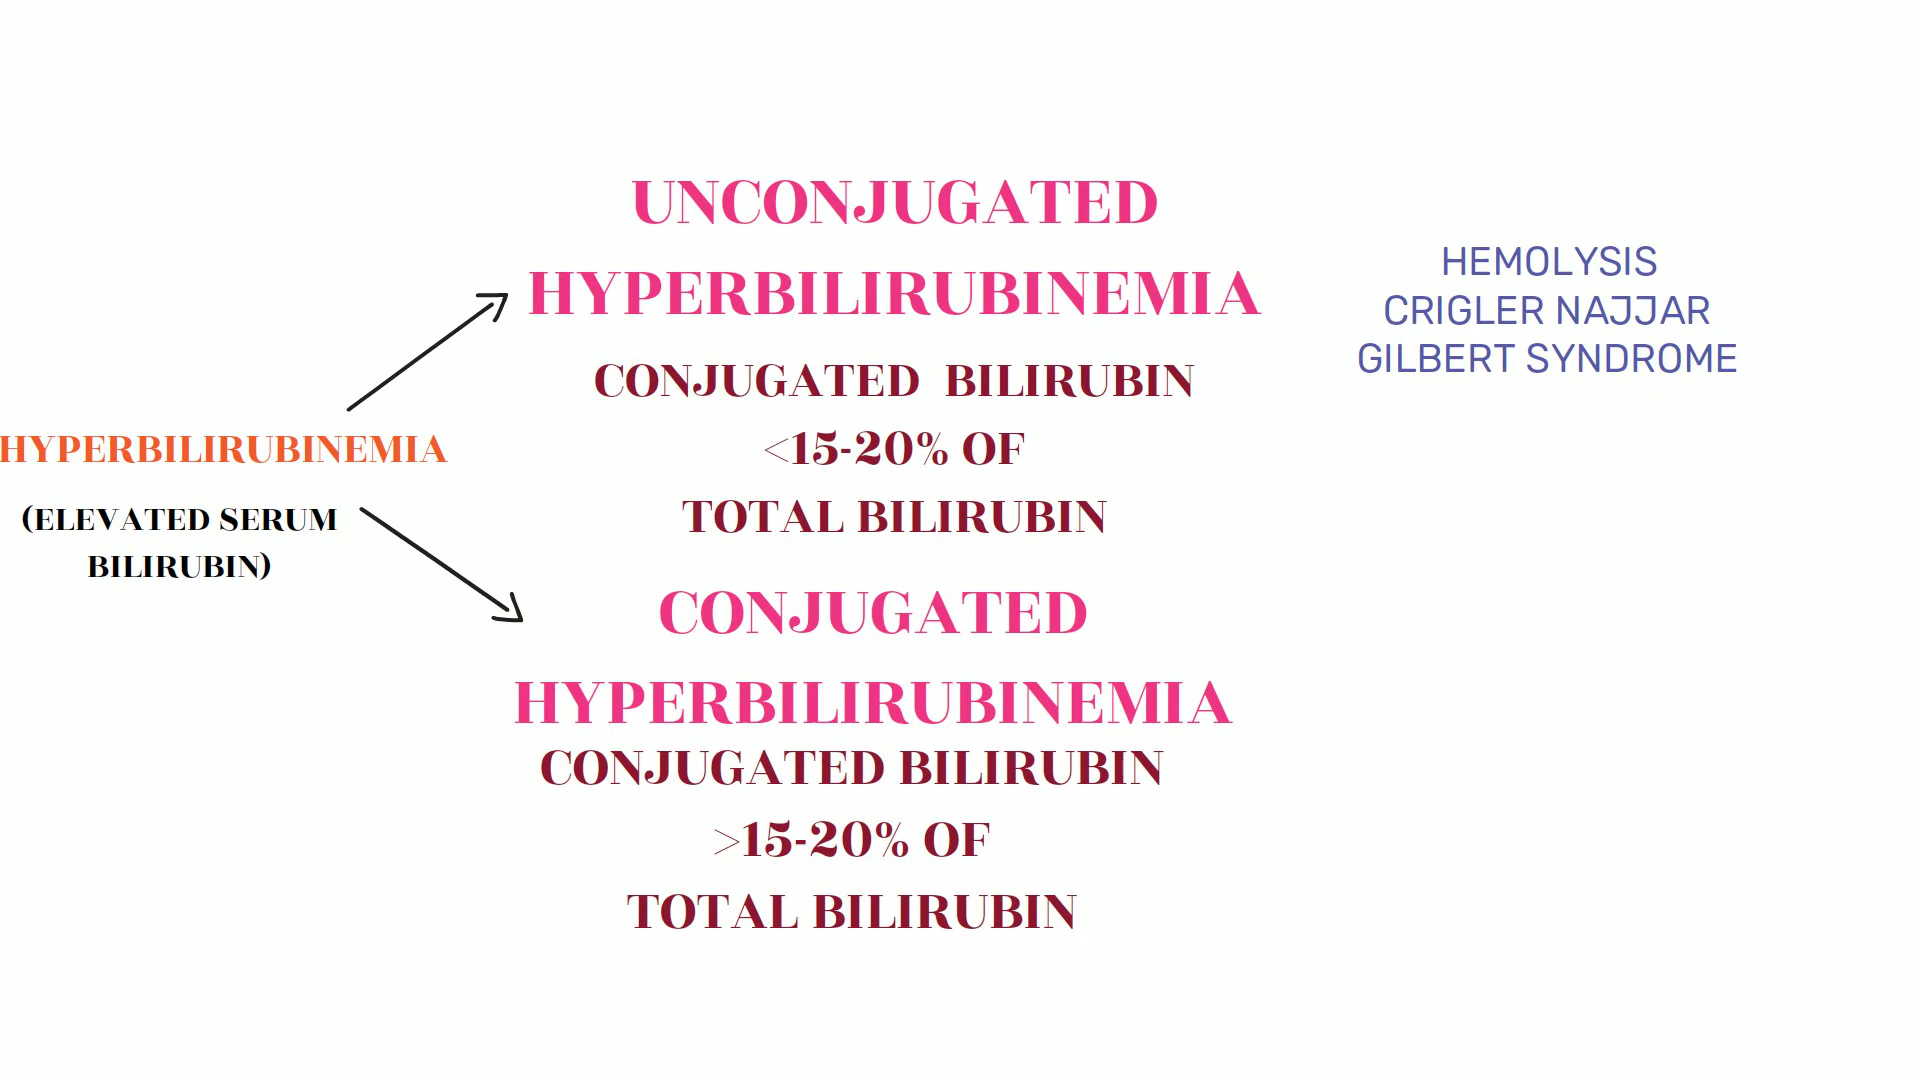 HYPERBILIRUBINEMIA
(ELEVATED SERUM
BILIRUBIN)
UNCONJUGATED
HYPERBILIRUBINEMIA
CONJUGATED BILIRUBIN
<15-20% OF
TOTAL BILIRUBIN
HEMOLYSIS
CRIGLER NAJJAR
GILBERT SYNDROME
CONJUGATED
HYPERBILIRUBINEMIA
CONJUGATED BILIRUBIN
>15-20% OF
TOTAL BILIRUBIN